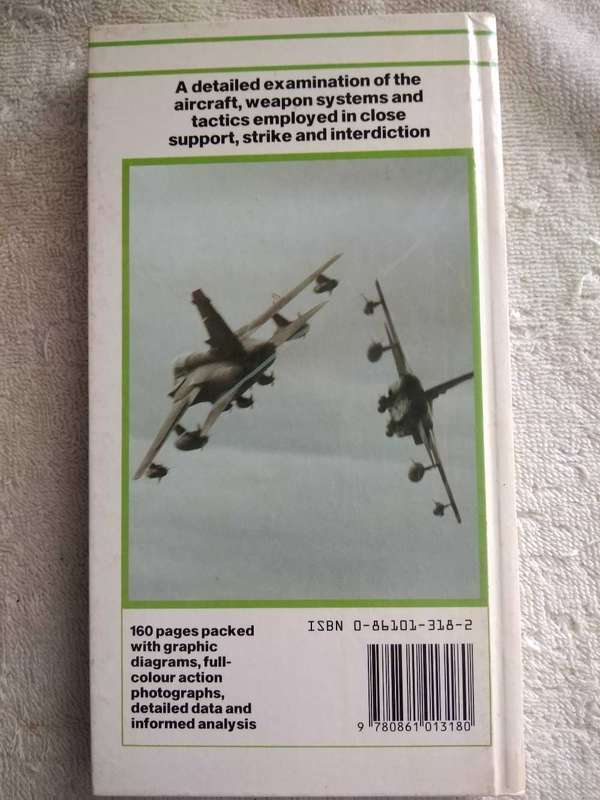 A detailed examination of the
aircraft, weapon systems and
tactics employed in close
support, strike and interdiction
160 pages packed
with graphic
diagrams, full-
colour action
photographs,
detailed data and
informed analysis
ISBN 0-86101-318-2
9 780861 013180